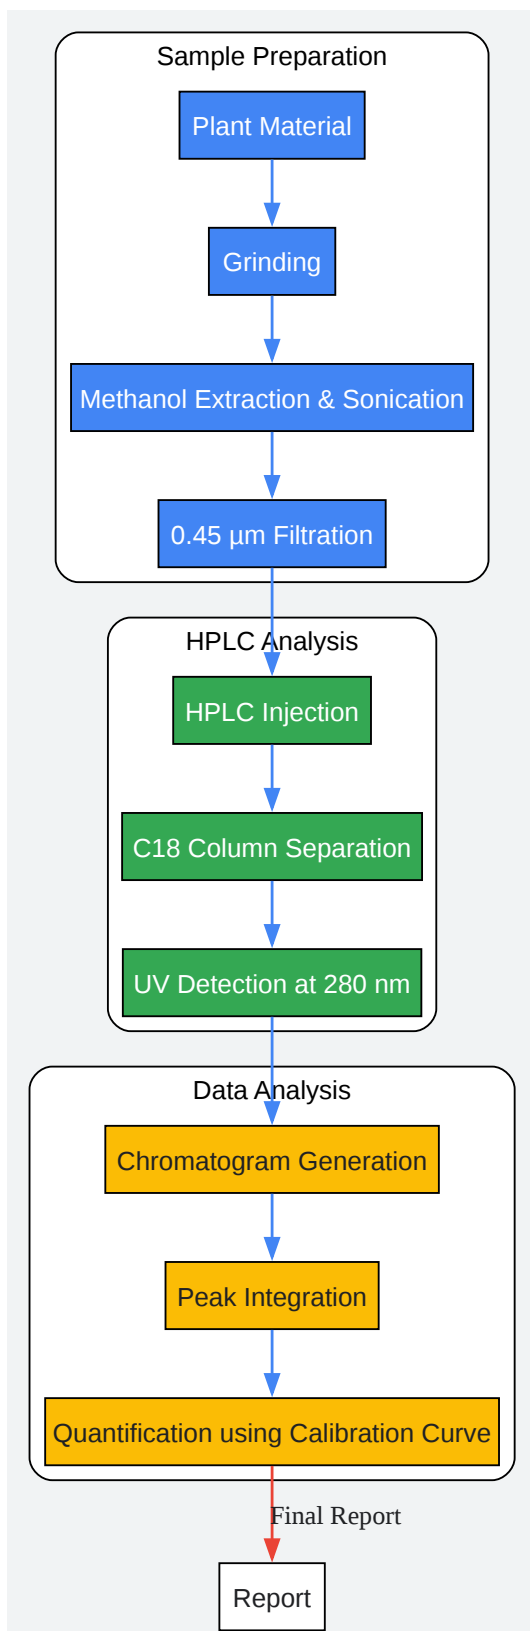 Sample Preparation
Plant Material
Grinding
Methanol Extraction & Sonication
0.45 µm Filtration
HPLC Analysis
HPLC Injection
C18 Column Separation
UV Detection at 280 nm
Data Analysis
Chromatogram Generation
Peak Integration
Quantification using Calibration Curve
Final Report
Report